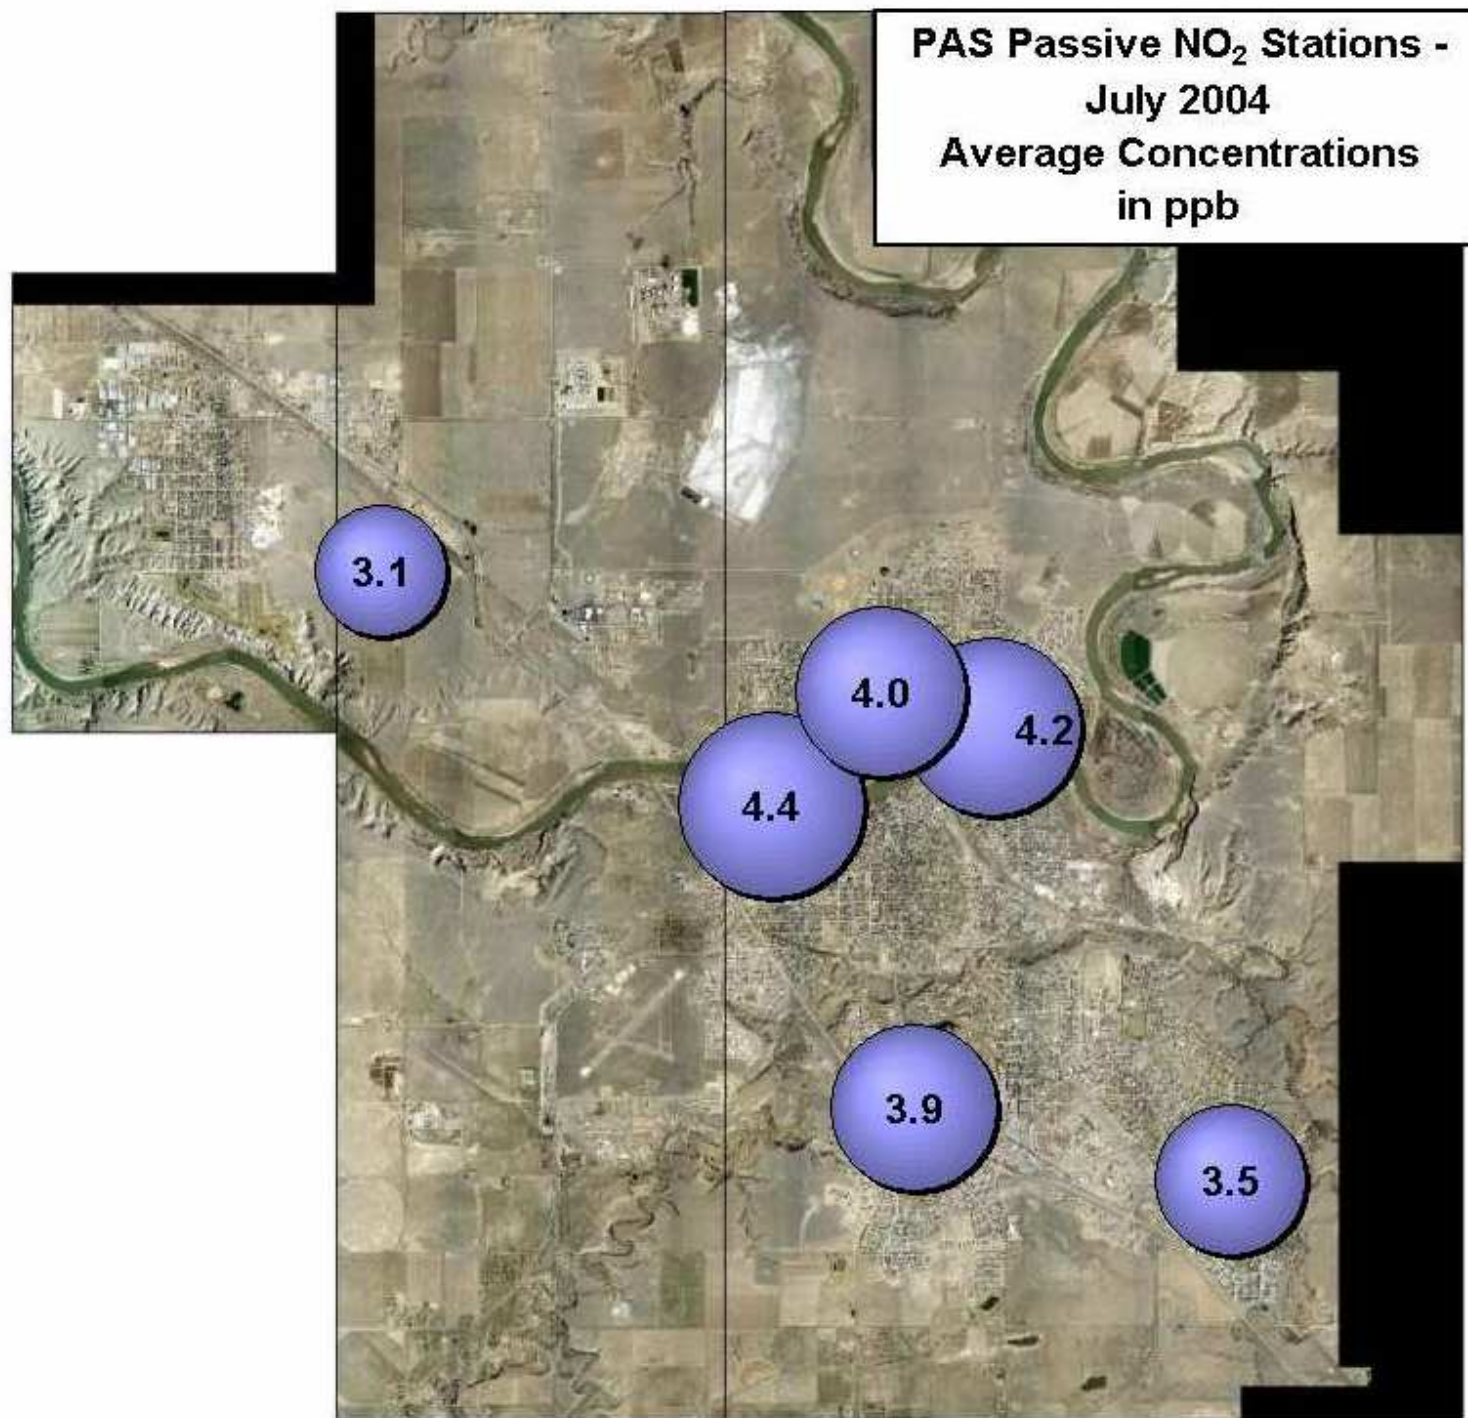 PAS Passive NO₂ Stations -
July 2004
Average Concentrations
in ppb
3.1
4.0
4.2
4.4
3.9
3.5